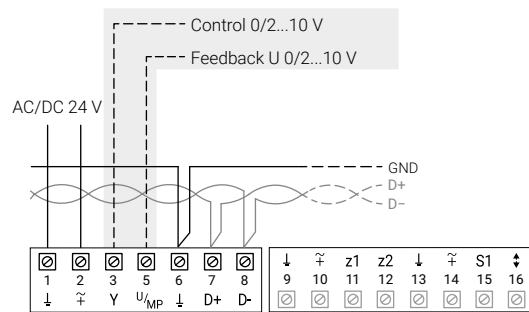 Control 0/2...10 V
Feedback U 0/2...10 V
AC/DC 24 V
GND
D+
D−
1 2 3 5 6 7 8
⏚ ~ Y U/MP ⏚ D+ D-
↓ ∓ z1 z2 ↓ ∓ S1 ↕
9 10 11 12 13 14 15 16